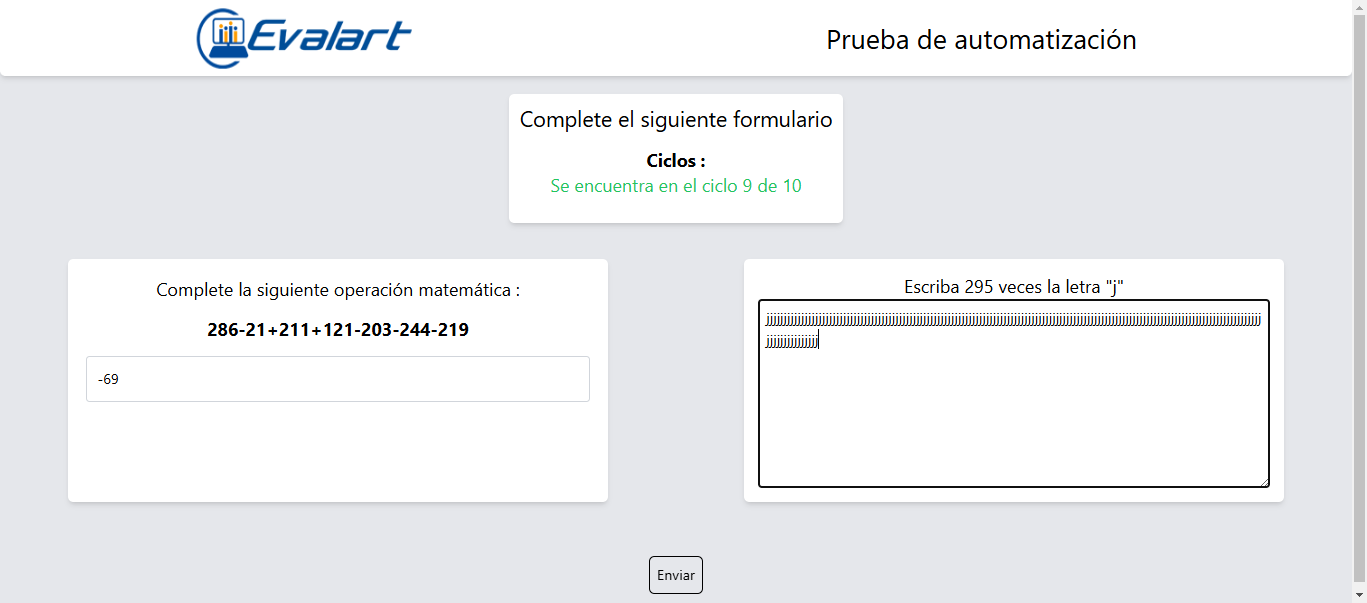 Evalart
Prueba de automatización
Complete el siguiente formulario
Ciclos :
Se encuentra en el ciclo 9 de 10
Complete la siguiente operación matemática :
286-21+211+121-203-244-219
-69
Escriba 295 veces la letra "j"
Enviar